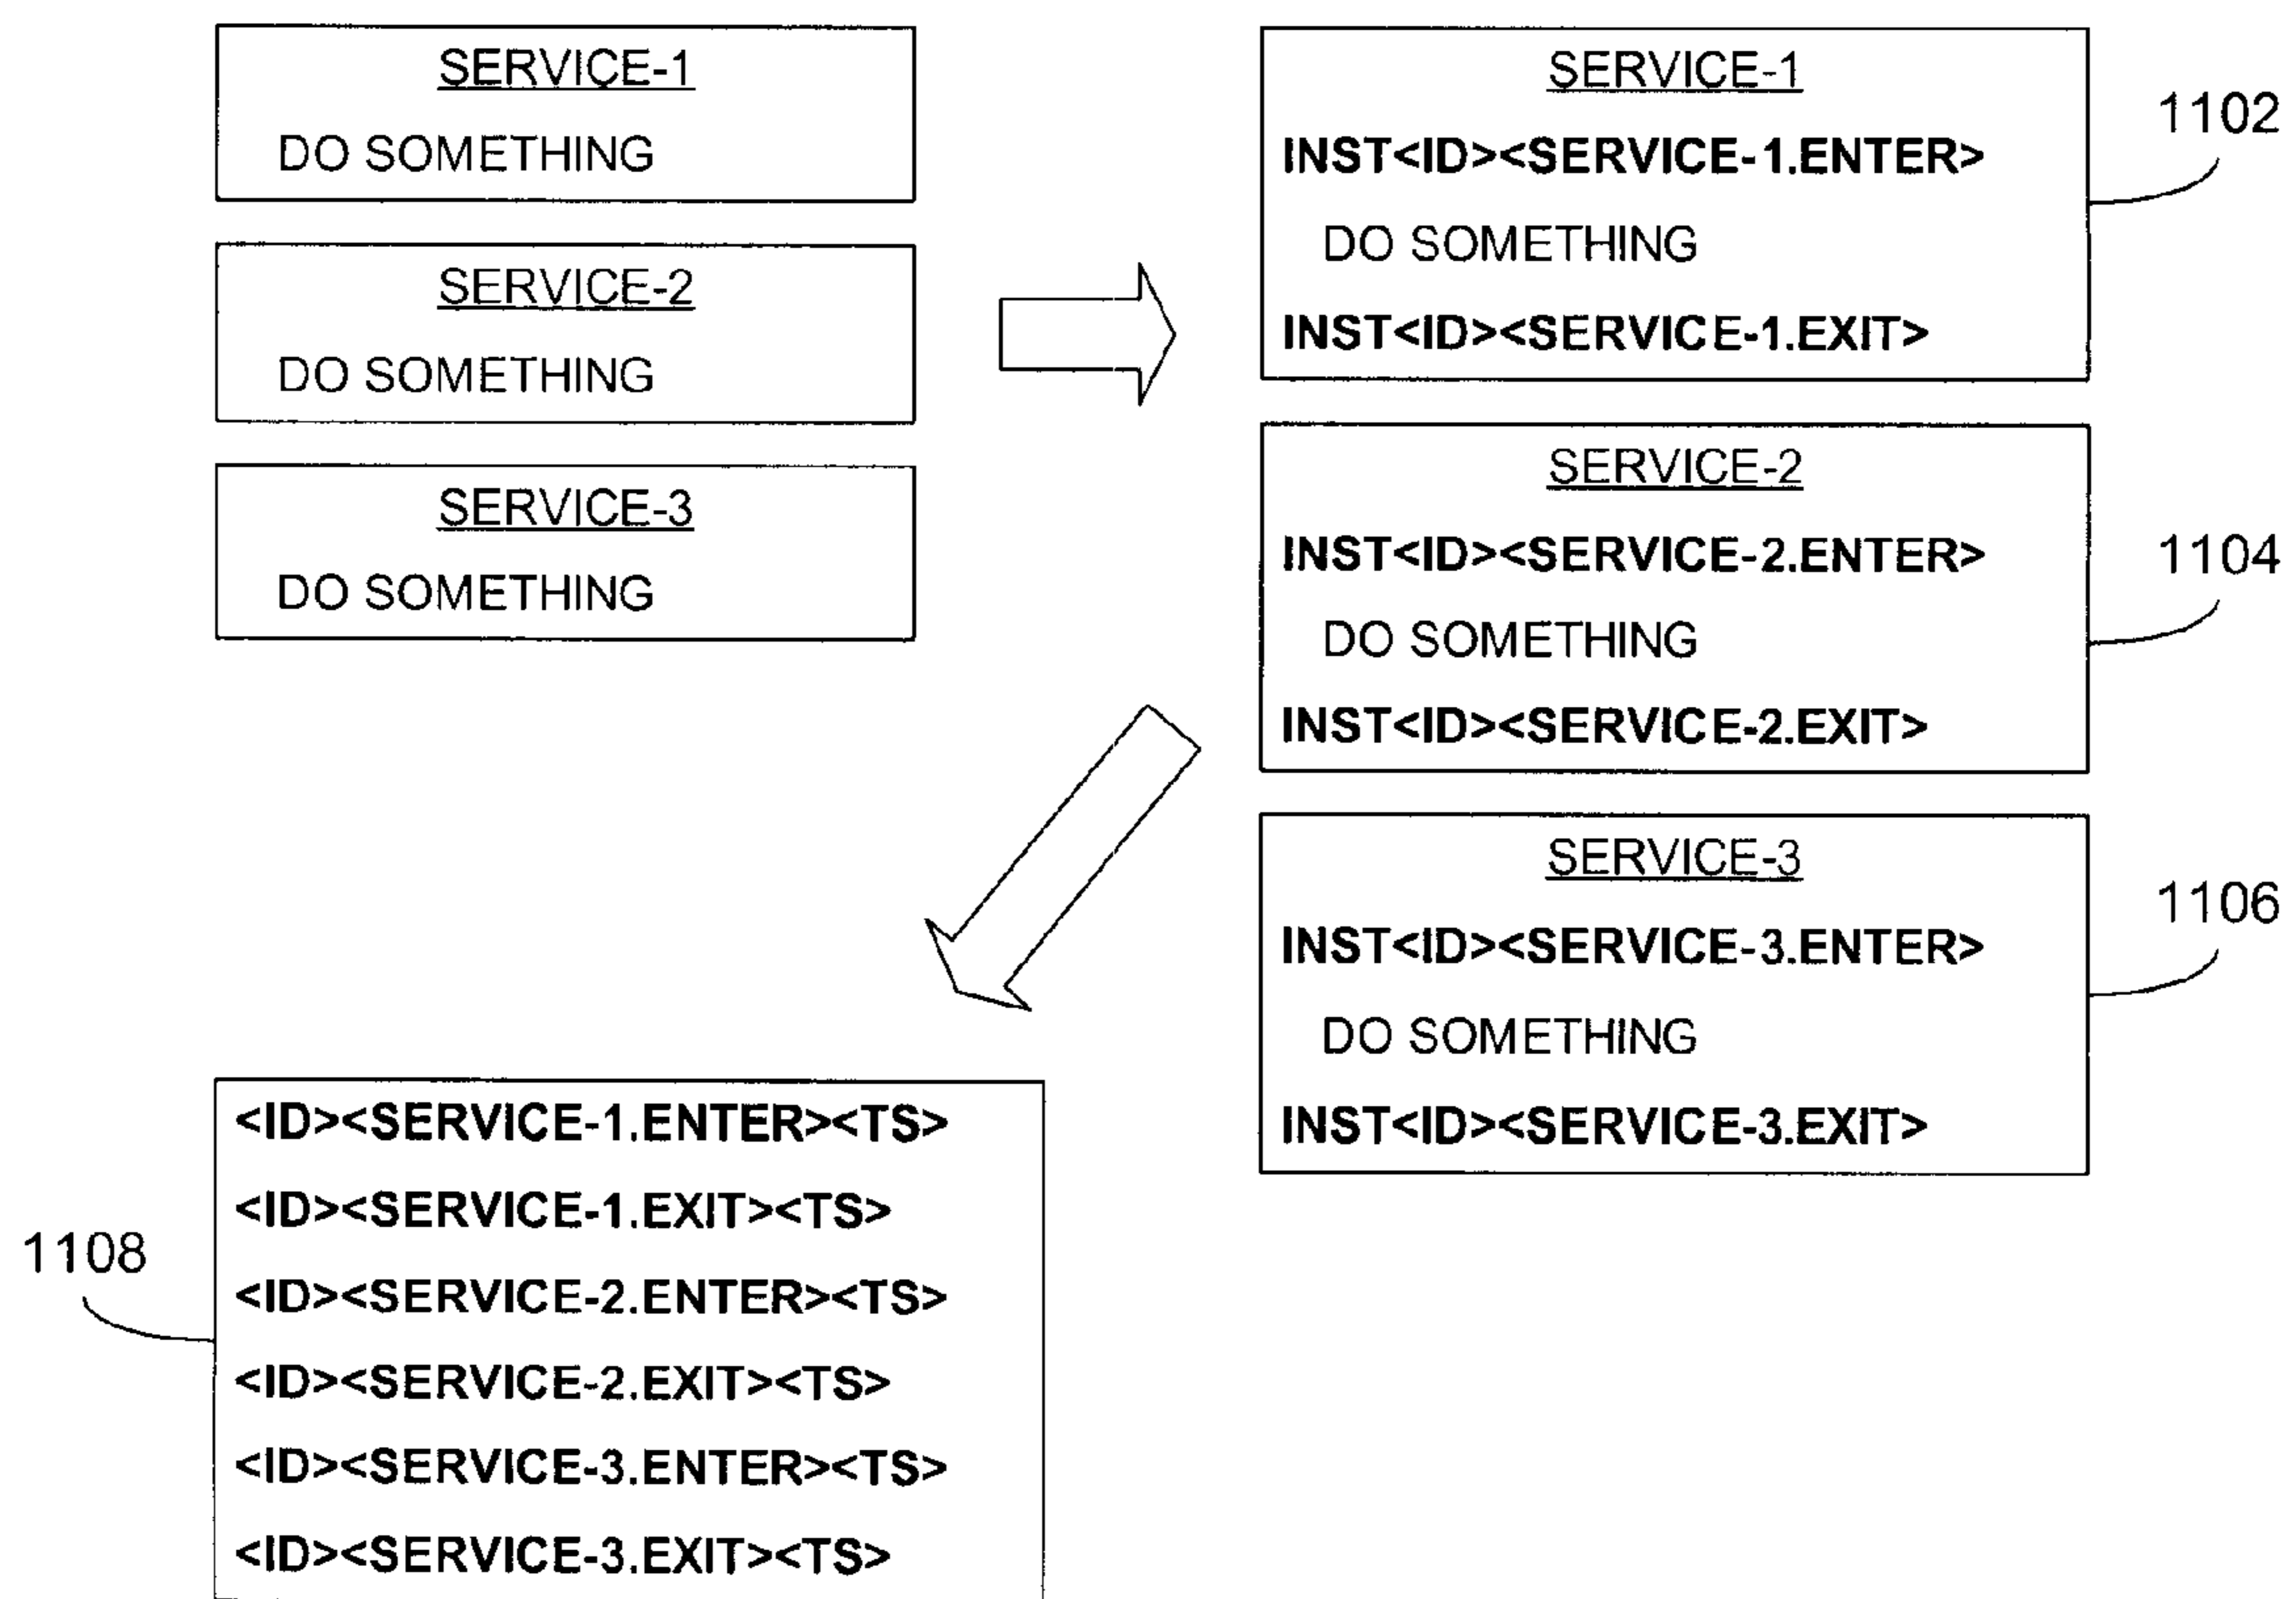 SERVICE-1
DO SOMETHING
SERVICE-2
DO SOMETHING
SERVICE-3
DO SOMETHING
SERVICE-1
INST<ID><SERVICE-1.ENTER>
DO SOMETHING
INST<ID><SERVICE-1.EXIT>
1102
SERVICE-2
INST<ID><SERVICE-2.ENTER>
DO SOMETHING
INST<ID><SERVICE-2.EXIT>
1104
SERVICE-3
INST<ID><SERVICE-3.ENTER>
DO SOMETHING
INST<ID><SERVICE-3.EXIT>
1106
<ID><SERVICE-1.ENTER><TS>
<ID><SERVICE-1.EXIT><TS>
<ID><SERVICE-2.ENTER><TS>
<ID><SERVICE-2.EXIT><TS>
<ID><SERVICE-3.ENTER><TS>
<ID><SERVICE-3.EXIT><TS>
1108